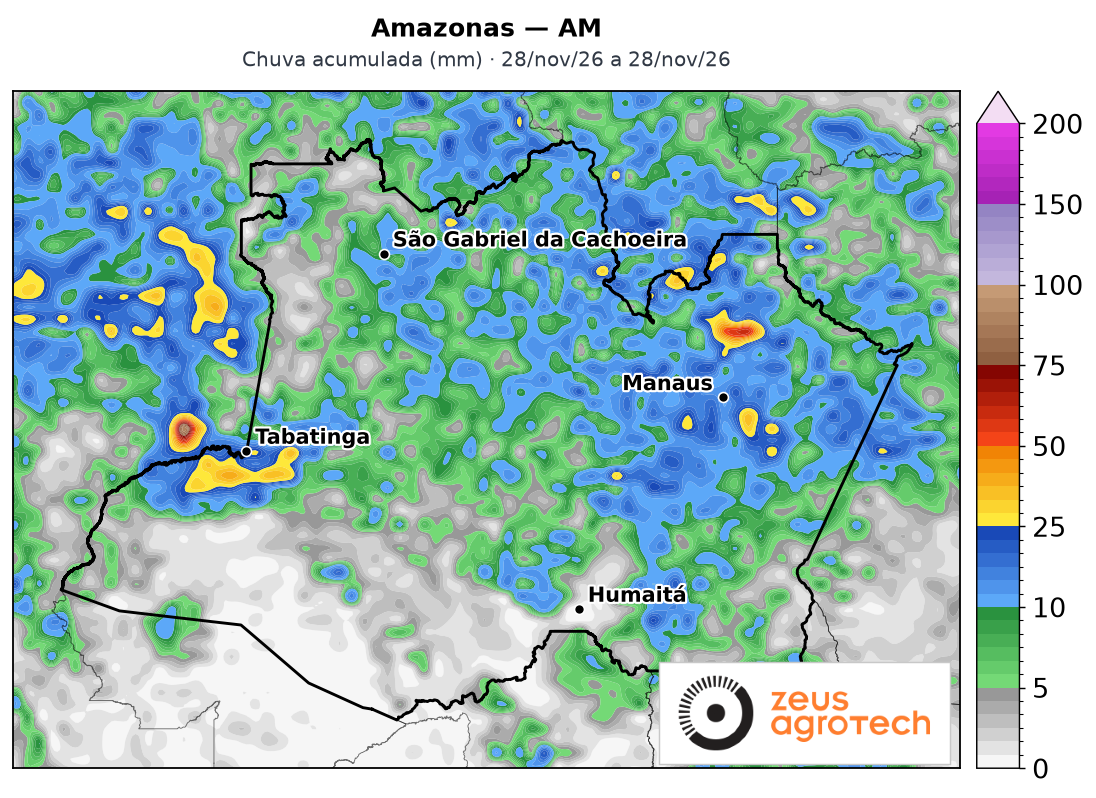 Amazonas — AM
Chuva acumulada (mm) · 28/nov/26 a 28/nov/26
200
150
100
75
50
25
10
5
0
São Gabriel da Cachoeira
Manaus
Tabatinga
Humaitá
zeus
agrotech